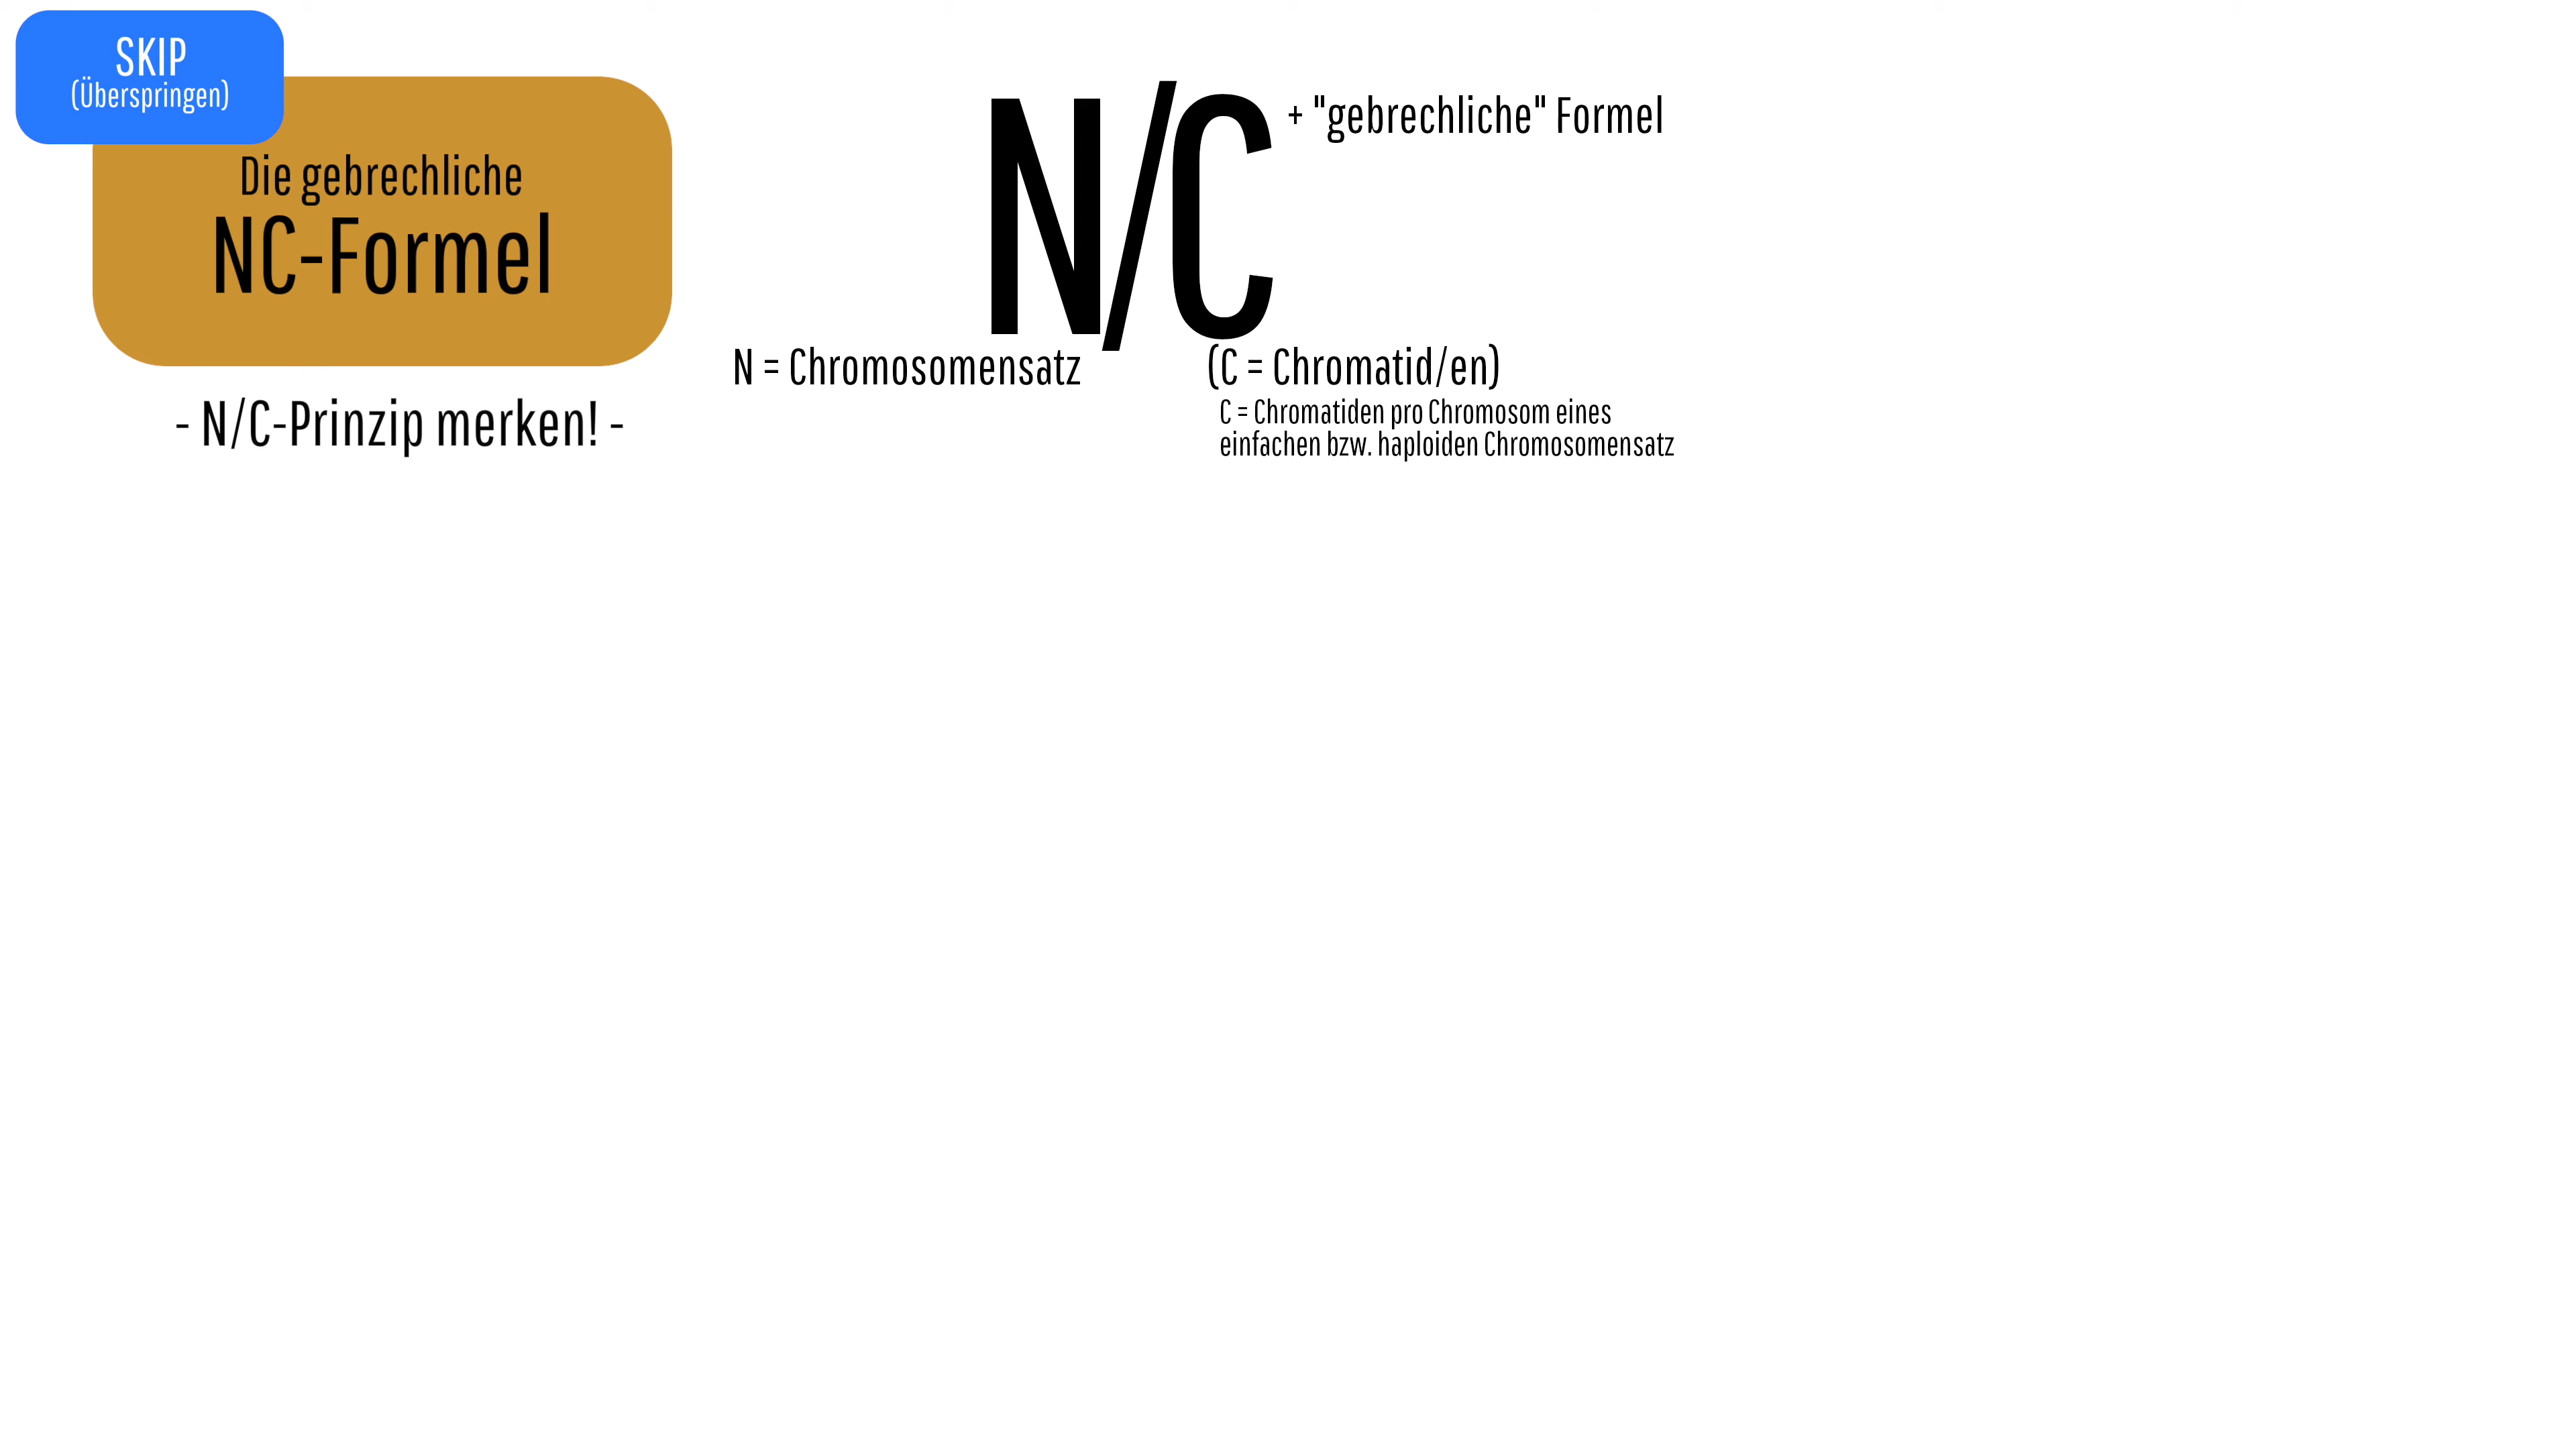 SKIP
(Überspringen)
Die gebrechliche
NC-Formel
- N/C-Prinzip merken! -
N/C
+ "gebrechliche" Formel
N = Chromosomensatz
(C = Chromatid/en)
C = Chromatiden pro Chromosom eines
einfachen bzw. haploiden Chromosomensatz